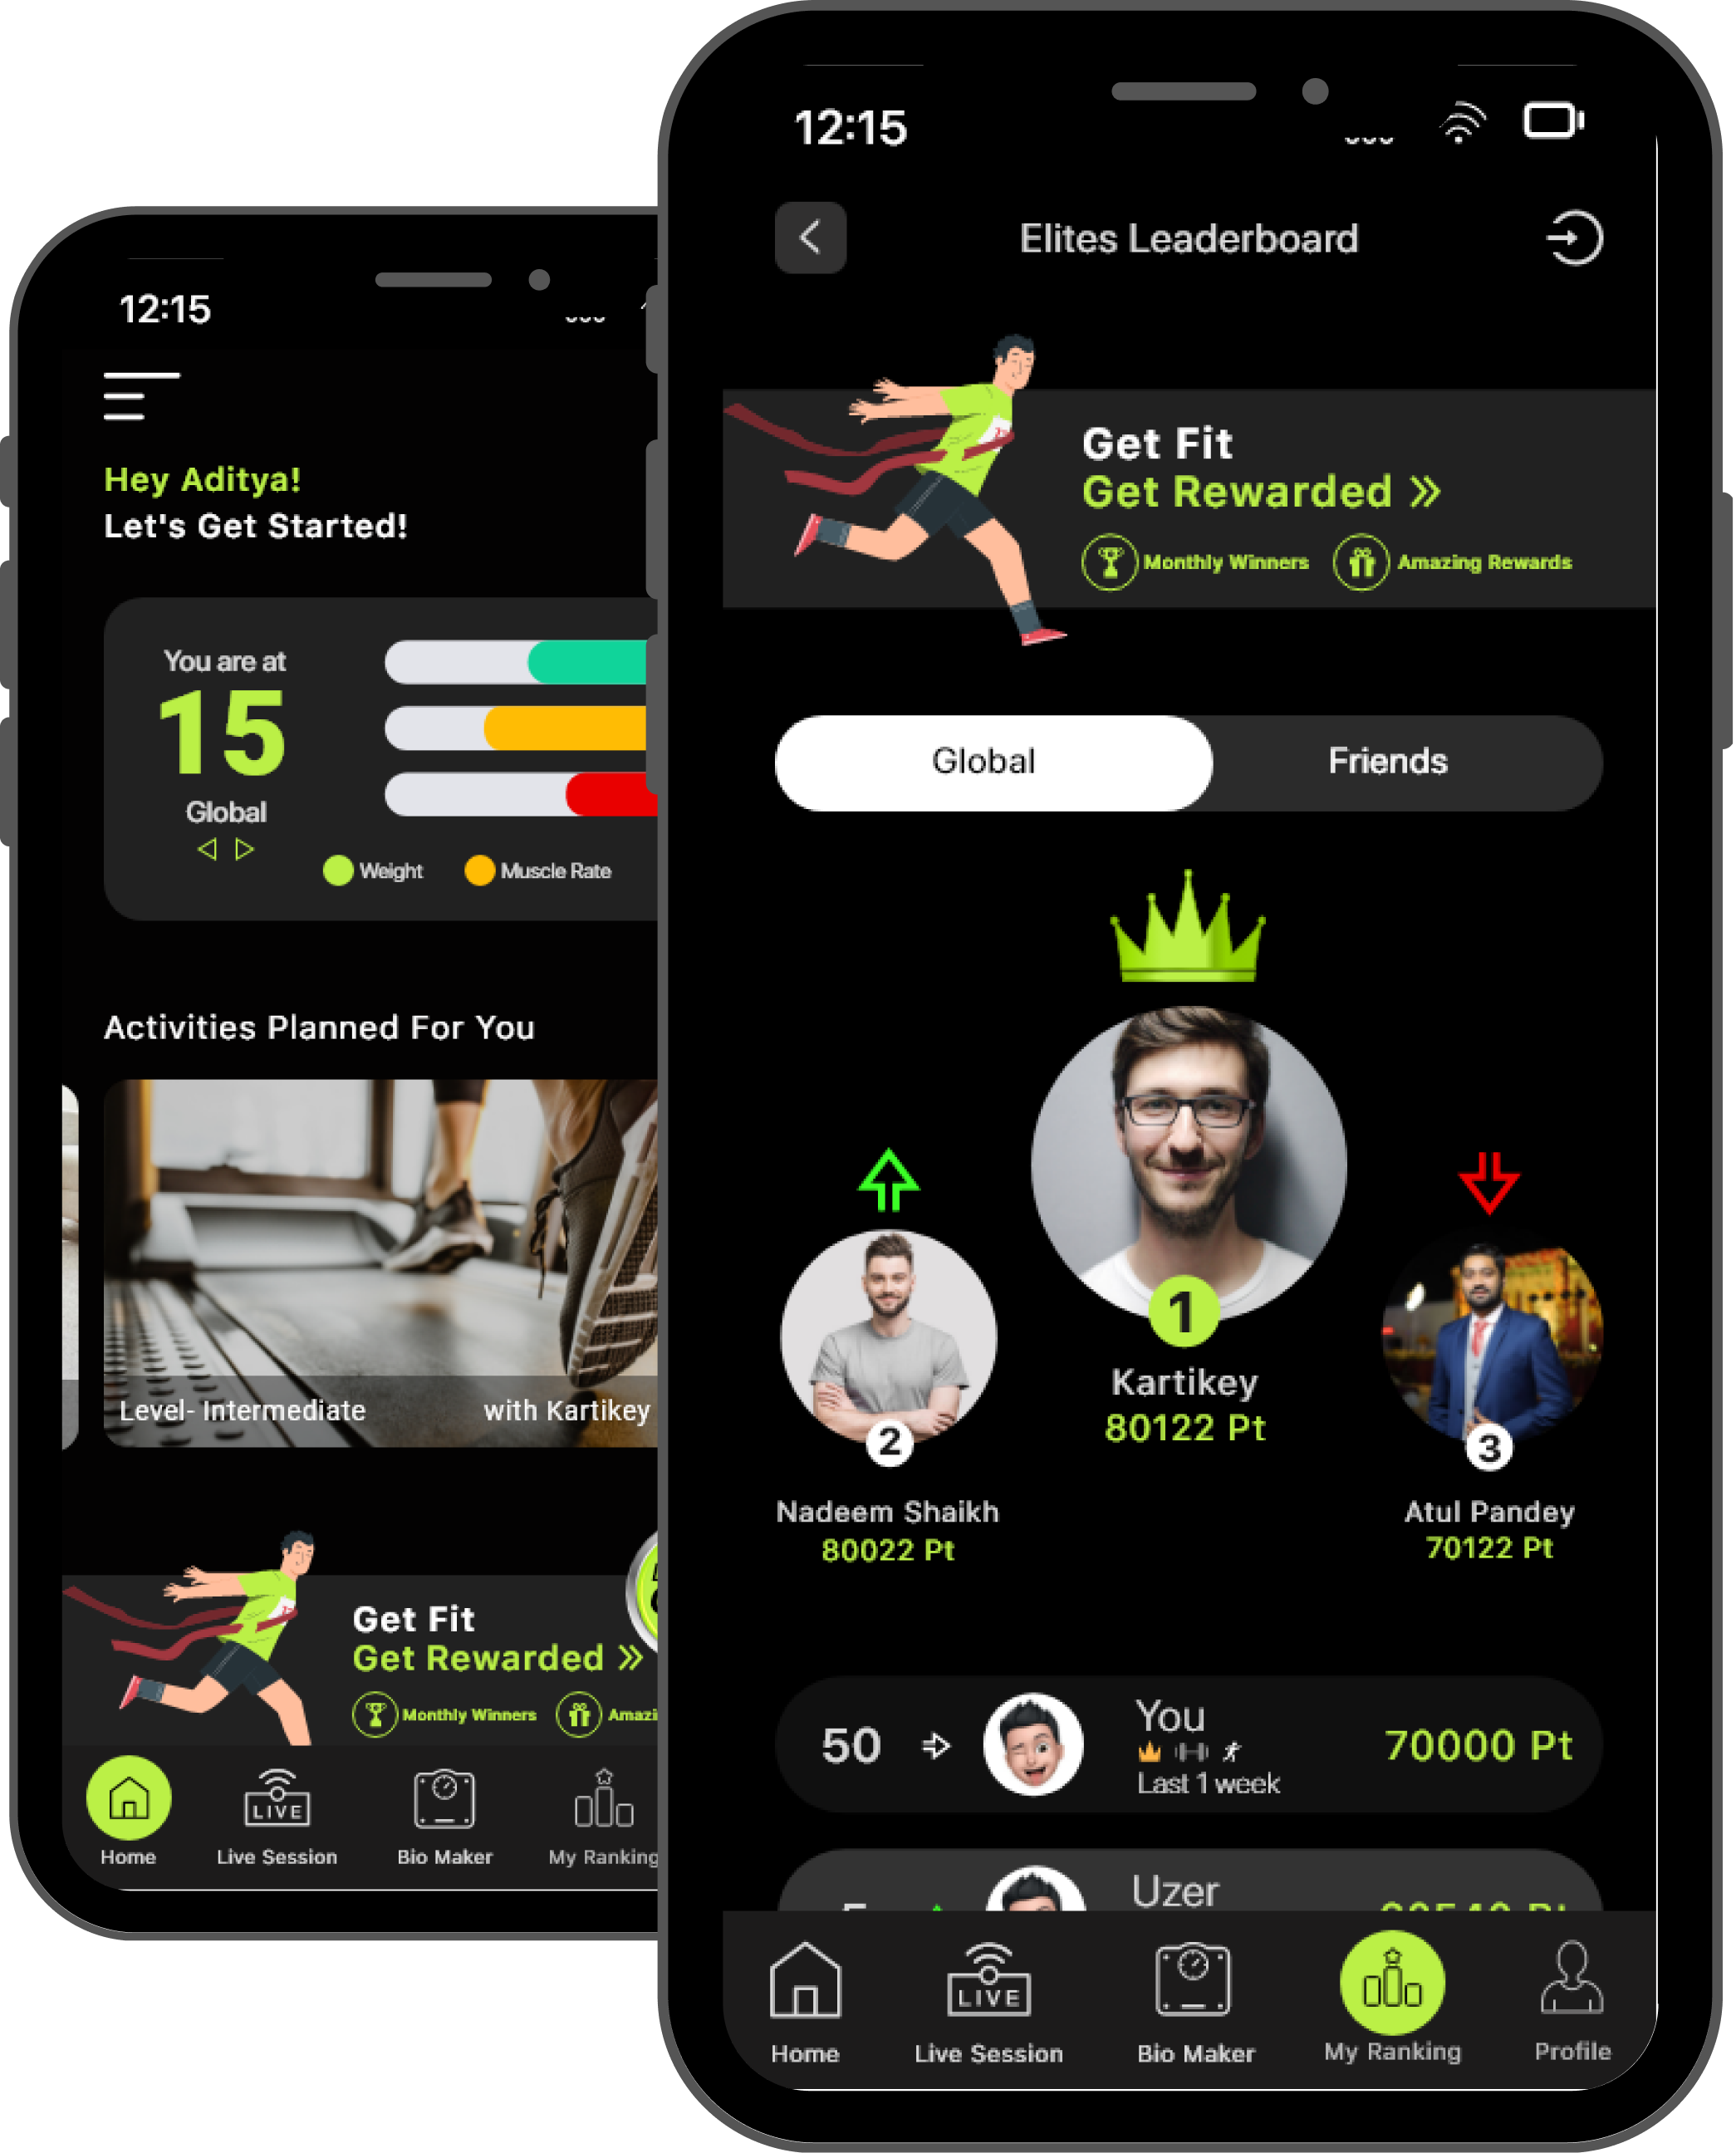 12:15
Hey Aditya!
Let's Get Started!
You are at
15
Global
Weight
Muscle Rate
Activities Planned For You
Level- Intermediate
with Kartikey
Get Fit
Get Rewarded
Monthly Winners
Home
LIVE
Live Session
Bio Maker
My Ranking
12:15
Elites Leaderboard
Get Fit
Get Rewarded
Monthly Winners
Amazing Rewards
Global
Friends
1
Kartikey
80122 Pt
2
Nadeem Shaikh
80022 Pt
3
Atul Pandey
70122 Pt
50
You
Last 1 week
70000 Pt
Uzer
Home
LIVE
Live Session
Bio Maker
My Ranking
Profile